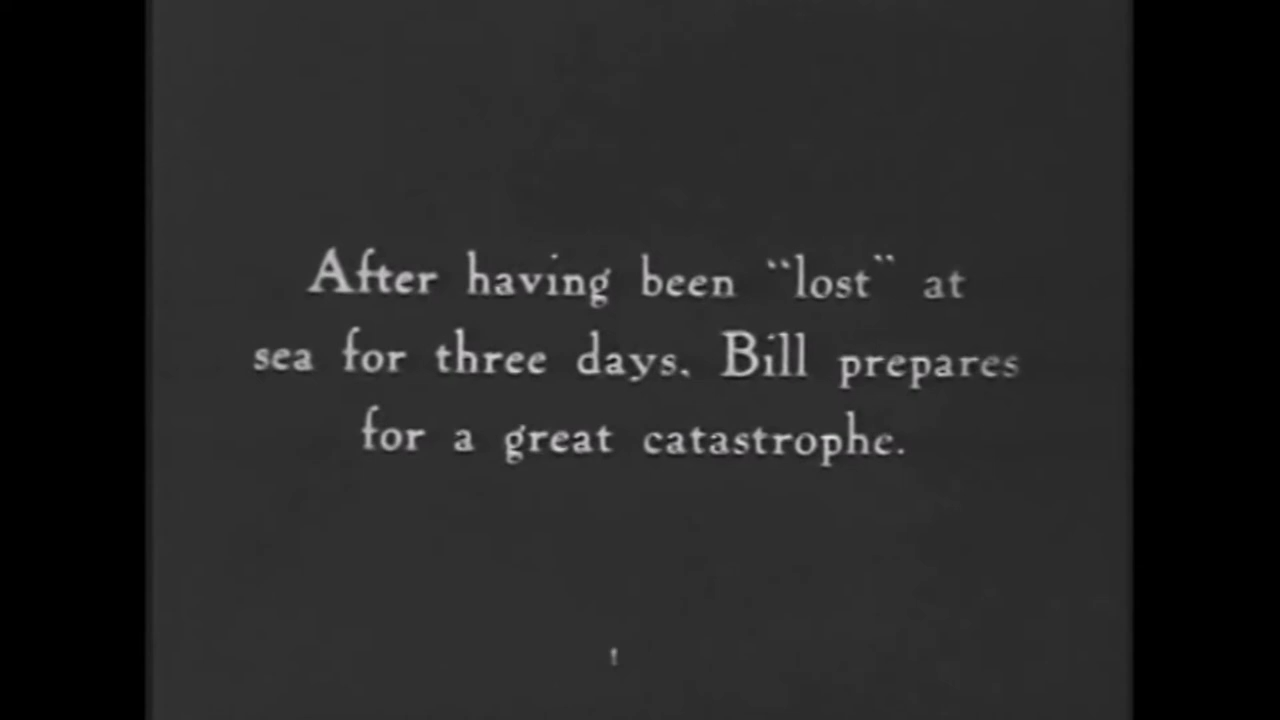 After having been "lost" at
sea for three days, Bill prepares
for a great catastrophe.